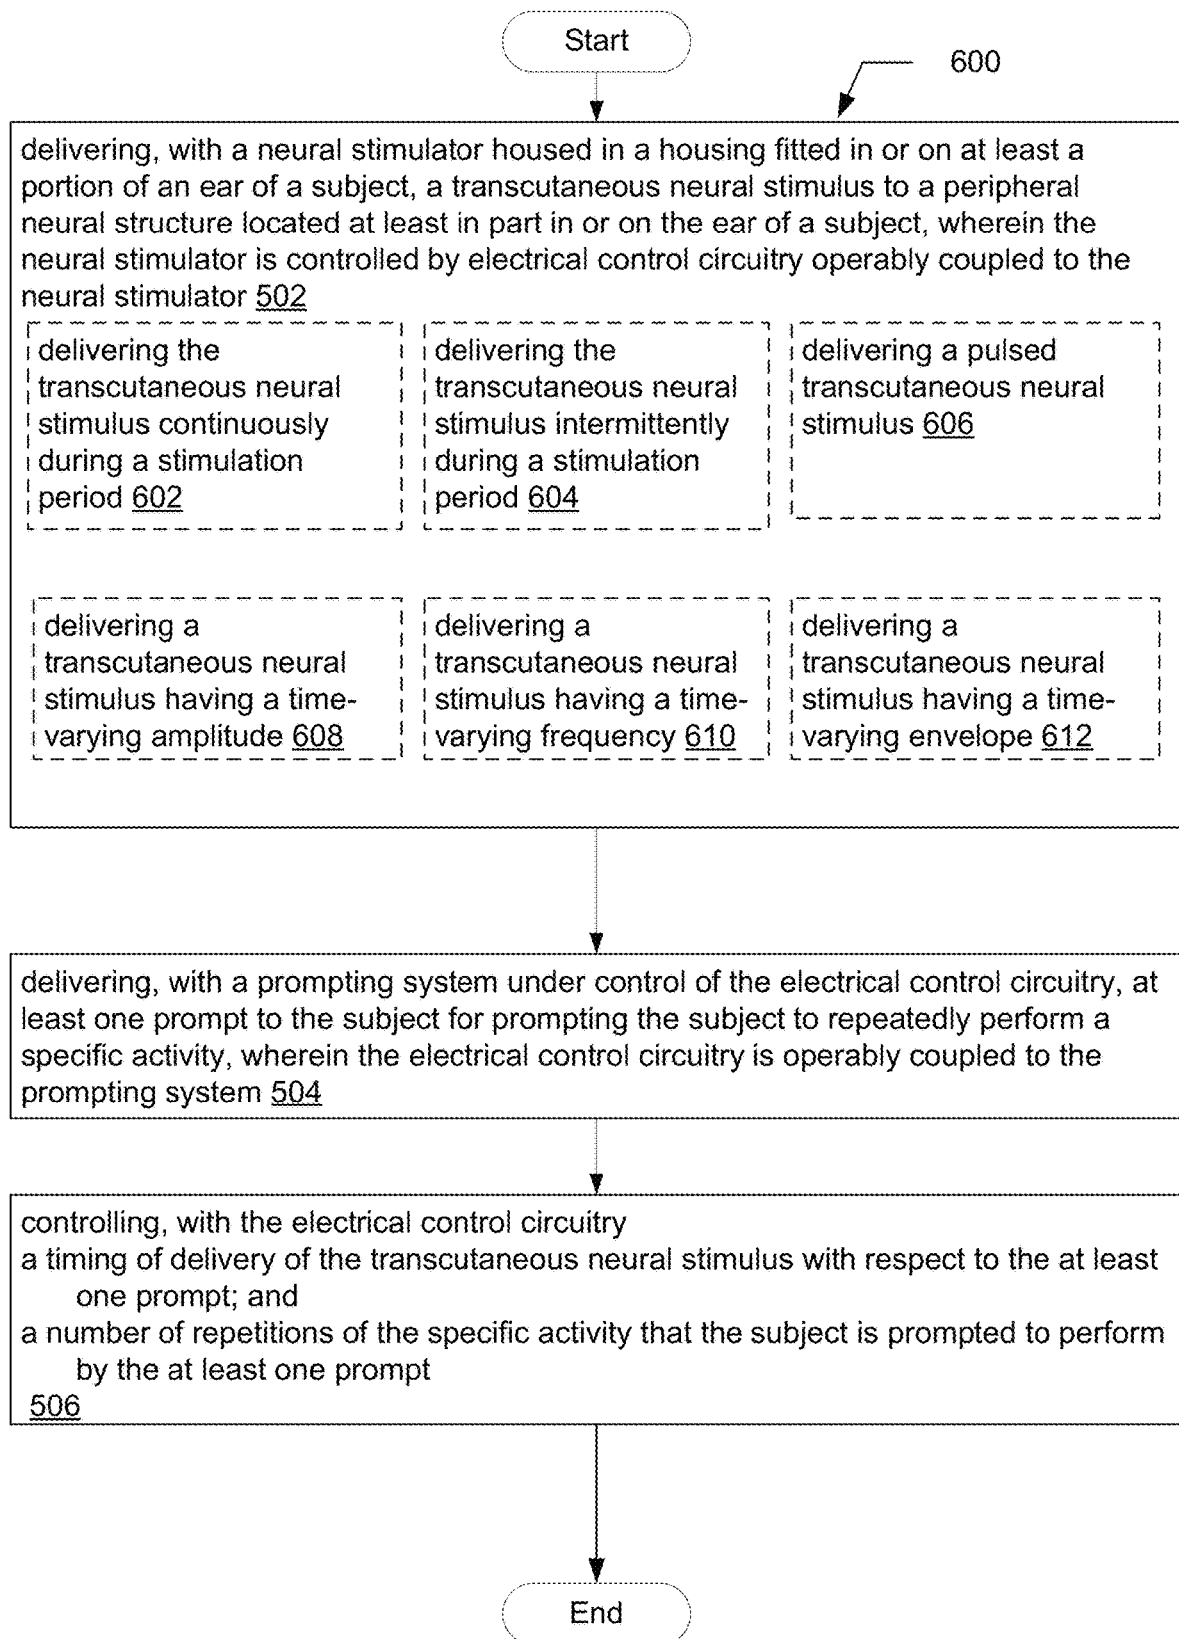 Start
600
delivering, with a neural stimulator housed in a housing fitted in or on at least a
portion of an ear of a subject, a transcutaneous neural stimulus to a peripheral
neural structure located at least in part in or on the ear of a subject, wherein the
neural stimulator is controlled by electrical control circuitry operably coupled to the
neural stimulator 502
delivering the
transcutaneous neural
stimulus continuously
during a stimulation
period 602
delivering the
transcutaneous neural
stimulus intermittently
during a stimulation
period 604
delivering a pulsed
transcutaneous neural
stimulus 606
delivering a
transcutaneous neural
stimulus having a time-
varying amplitude 608
delivering a
transcutaneous neural
stimulus having a time-
varying frequency 610
delivering a
transcutaneous neural
stimulus having a time-
varying envelope 612
delivering, with a prompting system under control of the electrical control circuitry, at
least one prompt to the subject for prompting the subject to repeatedly perform a
specific activity, wherein the electrical control circuitry is operably coupled to the
prompting system 504
controlling, with the electrical control circuitry
a timing of delivery of the transcutaneous neural stimulus with respect to the at least
one prompt; and
a number of repetitions of the specific activity that the subject is prompted to perform
by the at least one prompt
506
End